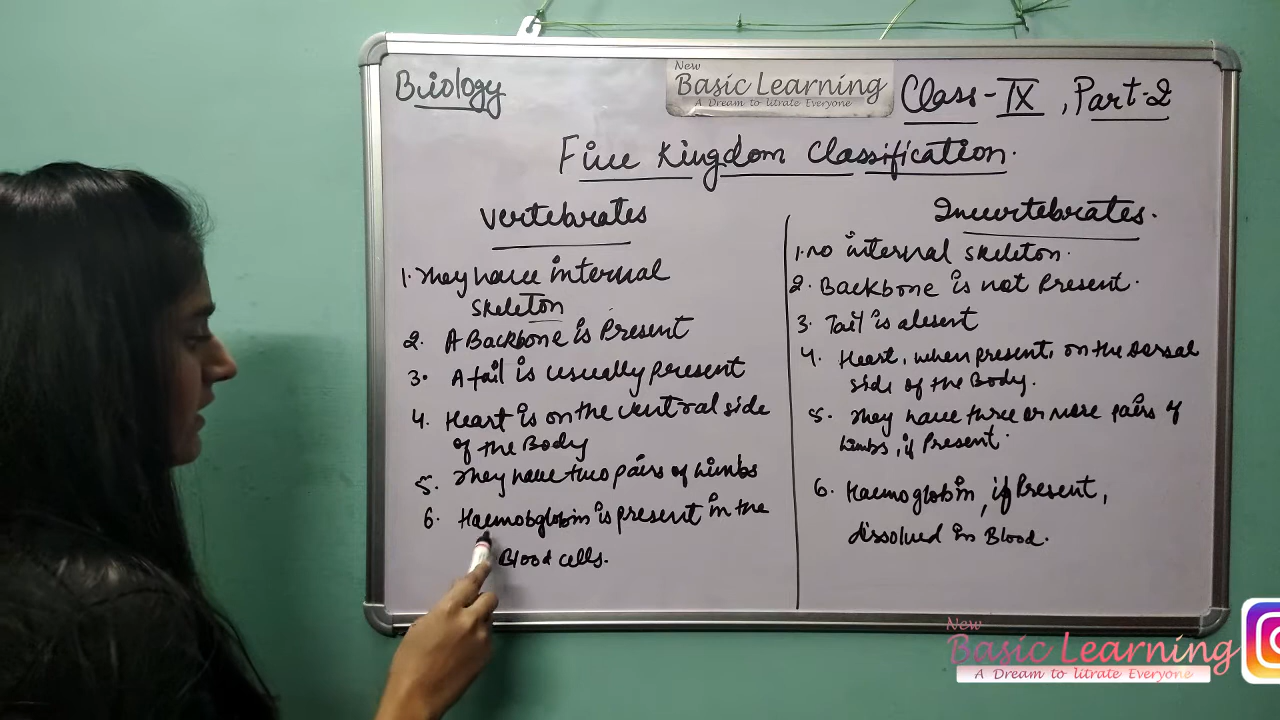 Biology
New
Basic Learning
A Dream to litrate Everyone
Class-IX, Part-2
Five Kingdom Classification.
Vertebrates
1. They have internal
skeleton
2. A Backbone is Present
3. A tail is usually present
4. Heart is on the ventral side
of the Body
5. They have two pairs of limbs
6. Haemobglobin is present in the
Blood cells.
Invertebrates.
1. no internal skeleton.
2. Backbone is not Present.
3. Tail is absent
4. Heart, when present, on the Dorsal
side of the Body.
5. They have three or more pairs of
limbs, if Present.
6. Haemoglobin, if Present,
dissolved in Blood.
New
Basic Learning
A Dream to litrate Everyone